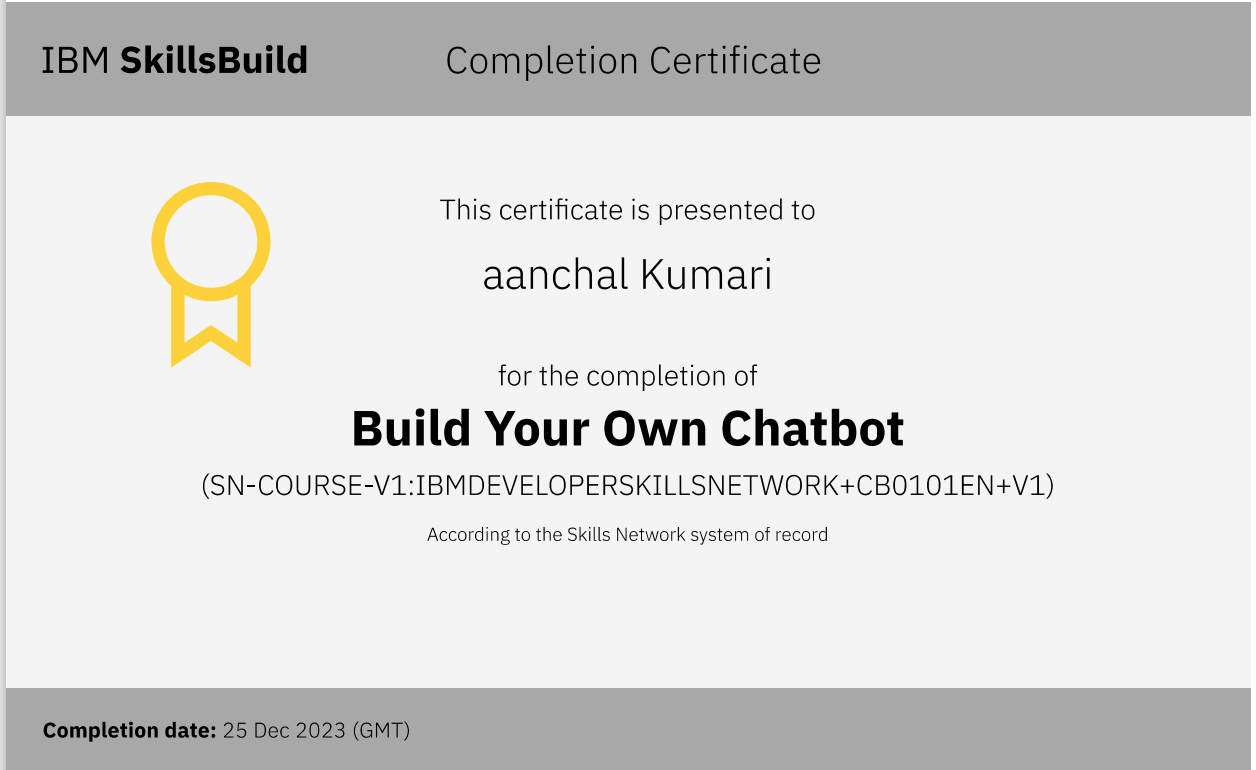 IBM SkillsBuild
Completion Certificate
This certificate is presented to
aanchal Kumari
for the completion of
Build Your Own Chatbot
(SN-COURSE-V1:IBMDEVELOPERSKILLSNETWORK+CB0101EN+V1)
According to the Skills Network system of record
Completion date: 25 Dec 2023 (GMT)